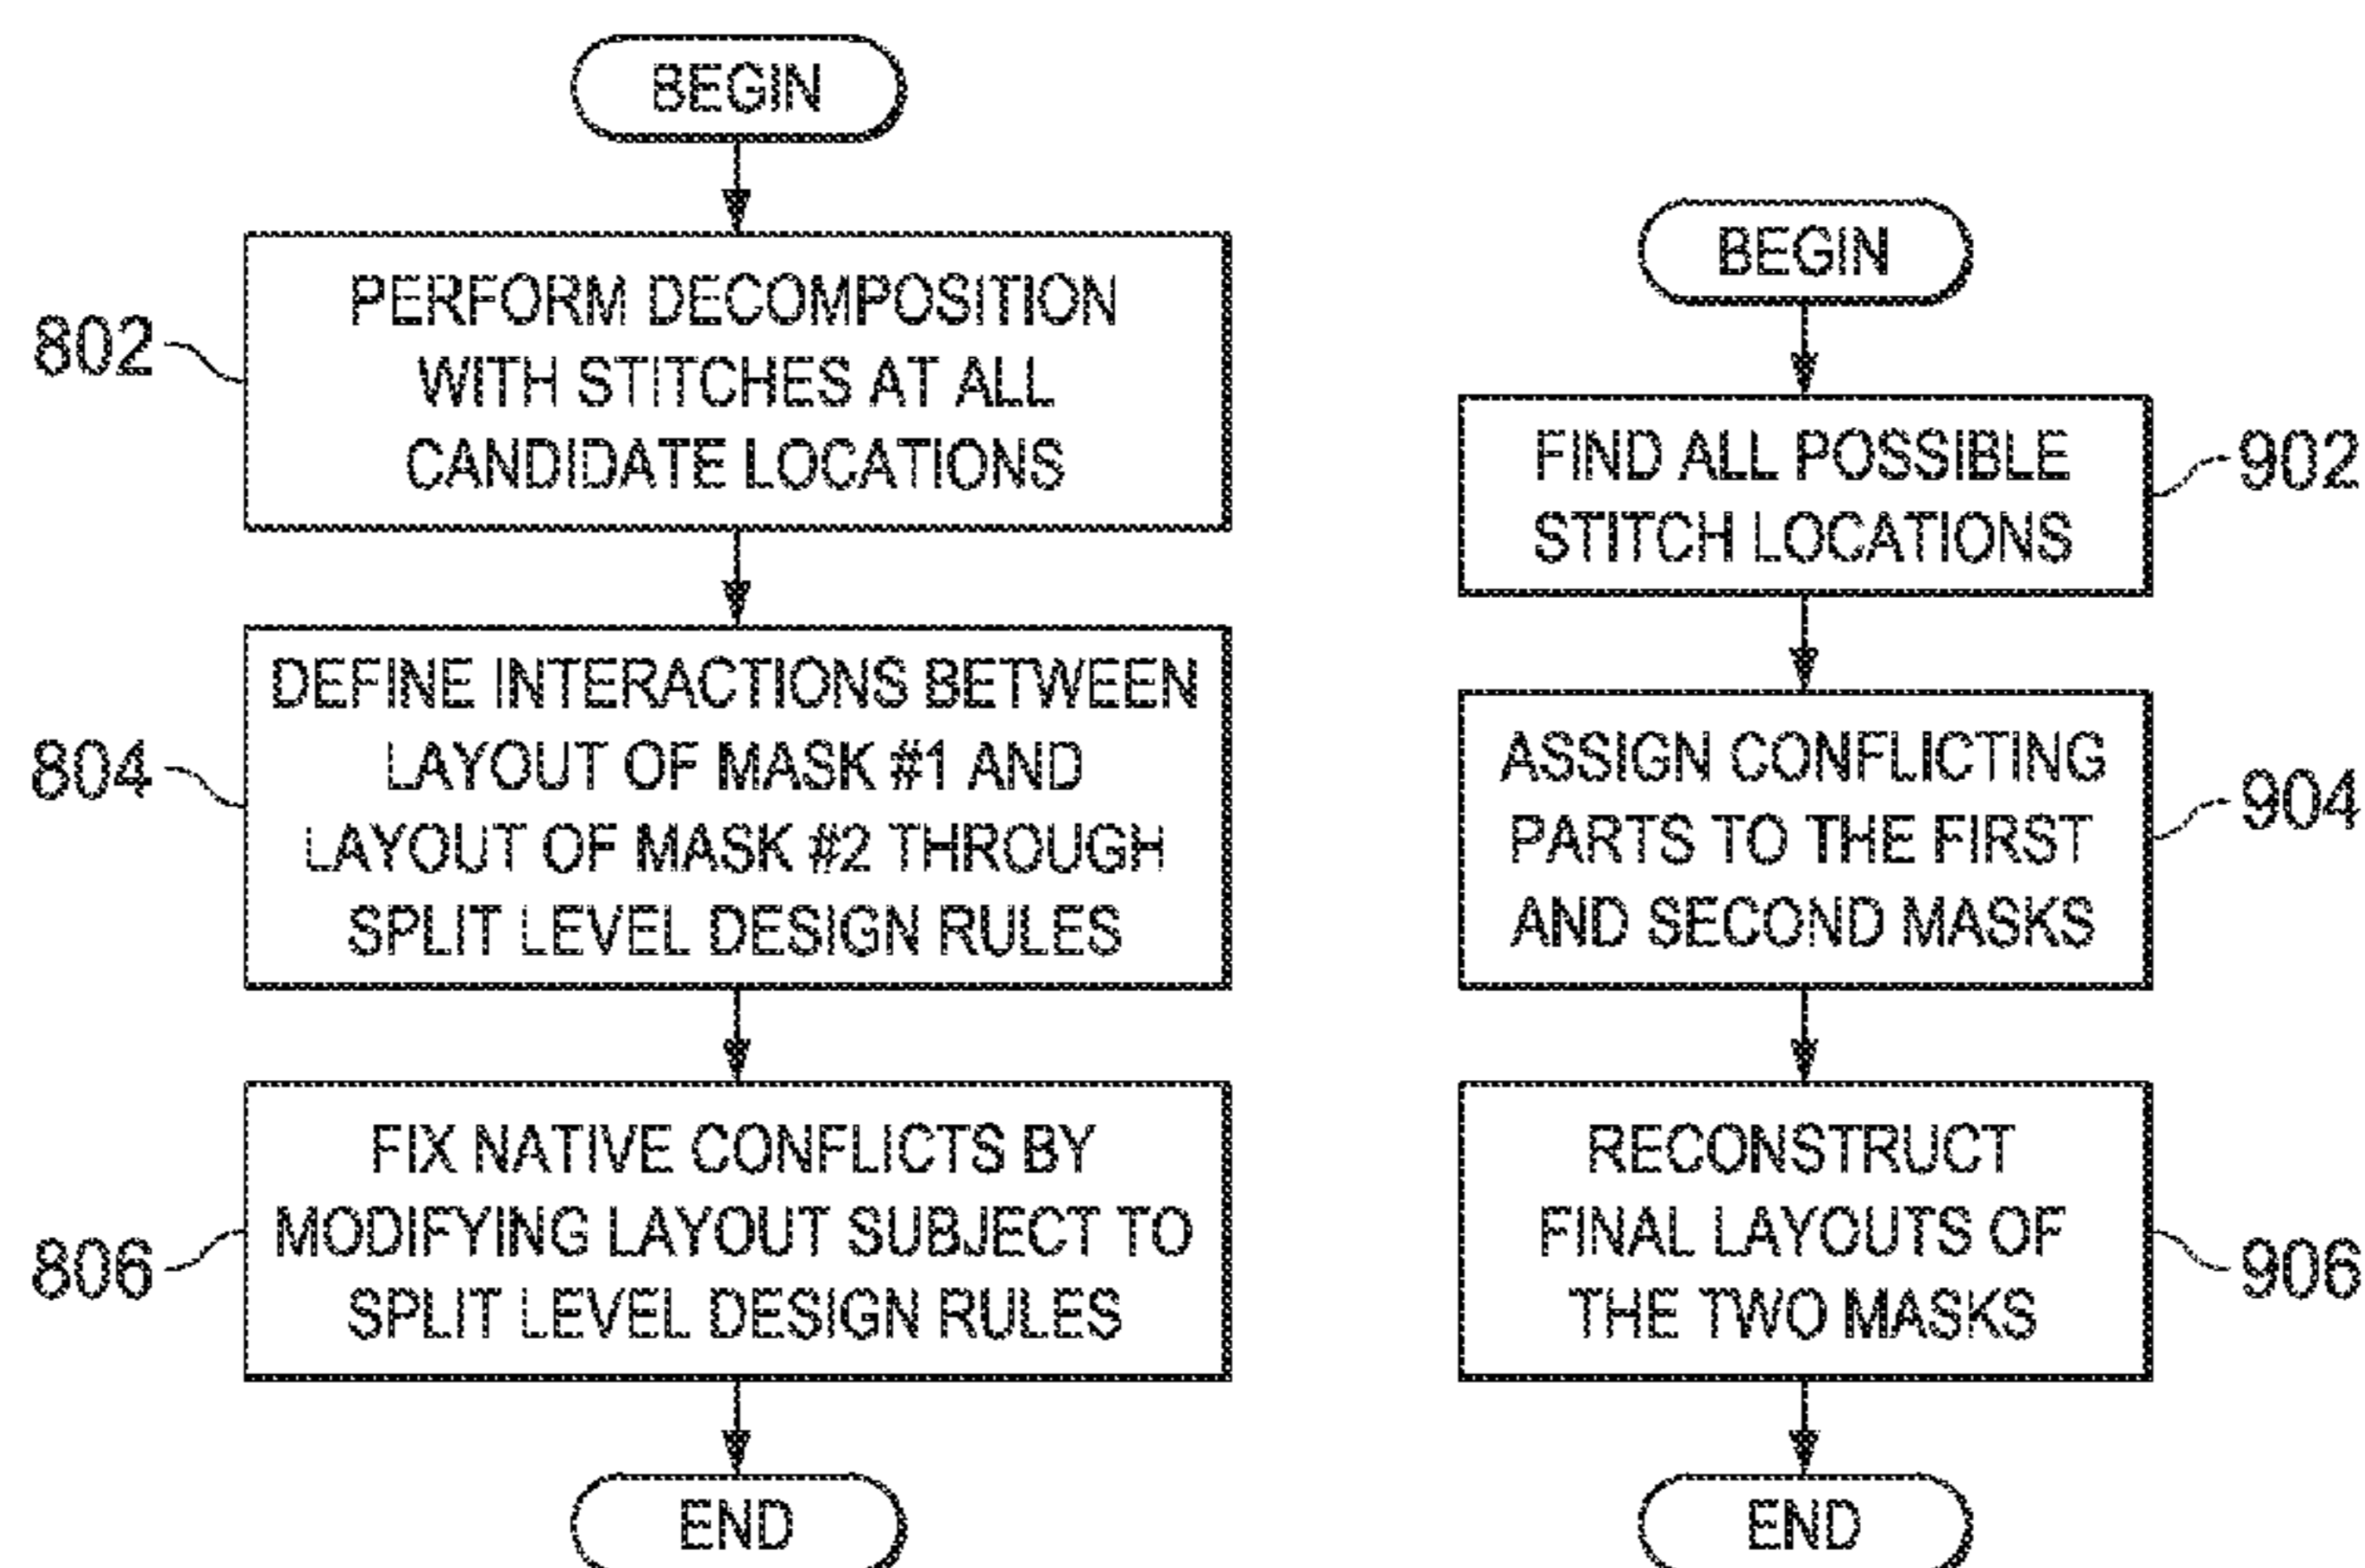 BEGIN
802
PERFORM DECOMPOSITION
WITH STITCHES AT ALL
CANDIDATE LOCATIONS
804
DEFINE INTERACTIONS BETWEEN
LAYOUT OF MASK #1 AND
LAYOUT OF MASK #2 THROUGH
SPLIT LEVEL DESIGN RULES
806
FIX NATIVE CONFLICTS BY
MODIFYING LAYOUT SUBJECT TO
SPLIT LEVEL DESIGN RULES
END
BEGIN
FIND ALL POSSIBLE
STITCH LOCATIONS
902
ASSIGN CONFLICTING
PARTS TO THE FIRST
AND SECOND MASKS
904
RECONSTRUCT
FINAL LAYOUTS OF
THE TWO MASKS
906
END